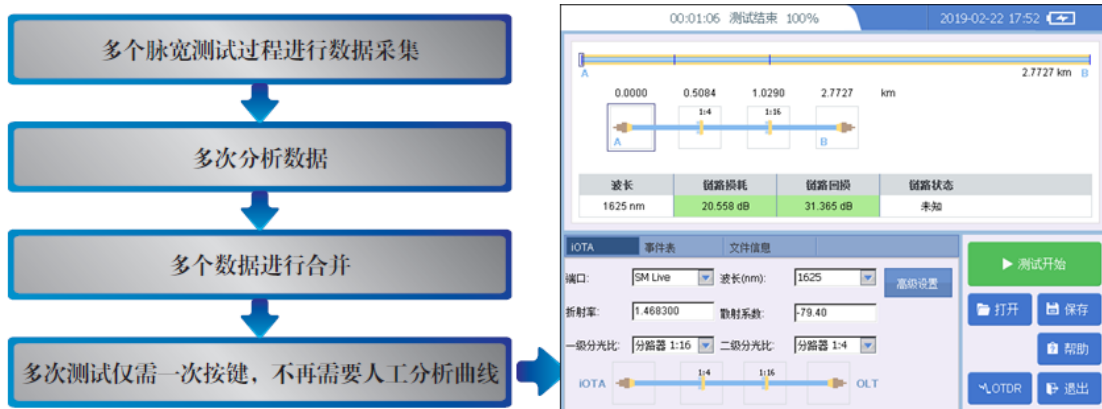 多个脉宽测试过程进行数据采集
多次分析数据
多个数据进行合并
多次测试仅需一次按键，不再需要人工分析曲线
00:01:06 测试结束 100%
2019-02-22 17:52
A
2.7727 km B
0.0000 0.5084 1.0290 2.7727 km
1:4 1:16
A B
波长 链路损耗 链路回损 链路状态
1625 nm 20.558 dB 31.365 dB 未知
iOTA 事件表 文件信息
端口: SM Live 波长(nm): 1625 高级设置
折射率: 1.468300 散射系数: -79.40
一级分光比: 分路器 1:16 二级分光比: 分路器 1:4
1:4 1:16
iOTA OLT
测试开始
打开 保存
帮助
OTDR 退出